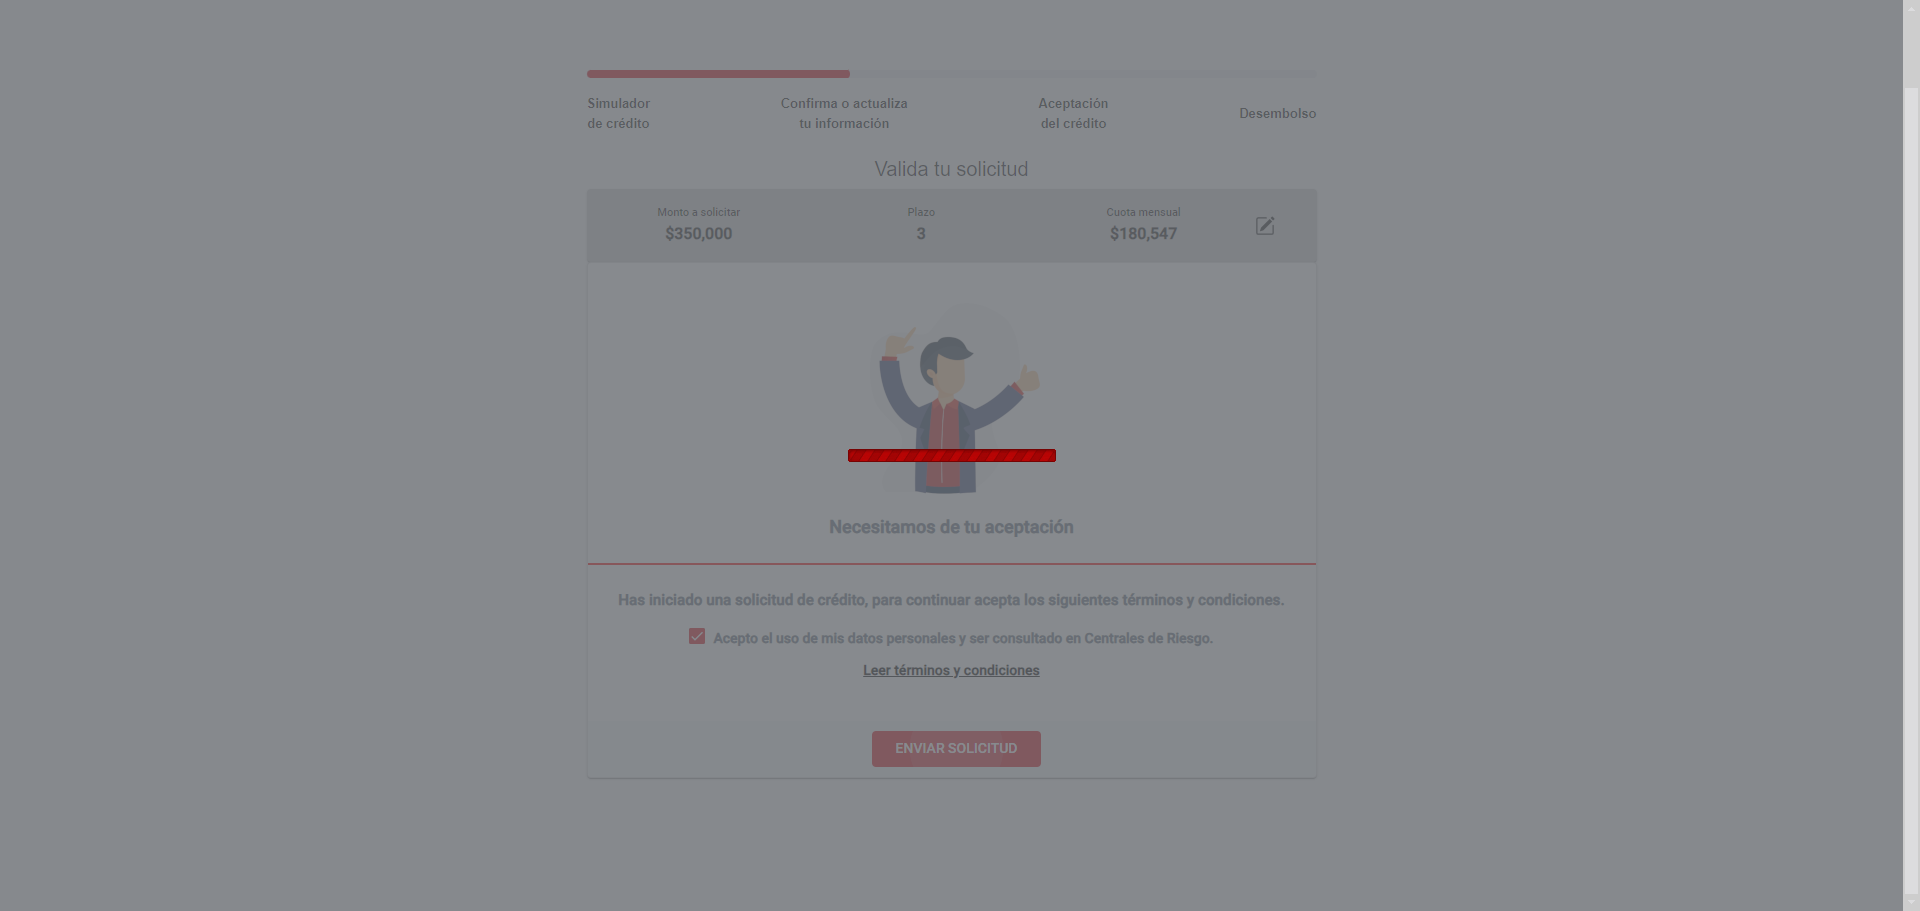 Simulador
de crédito
Confirma o actualiza
tu información
Aceptación
del crédito
Desembolso
Valida tu solicitud
Monto a solicitar
$350,000
Plazo
3
Cuota mensual
$180,547
Necesitamos de tu aceptación
Has iniciado una solicitud de crédito, para continuar acepta los siguientes términos y condiciones.
Acepto el uso de mis datos personales y ser consultado en Centrales de Riesgo.
Leer términos y condiciones
ENVIAR SOLICITUD